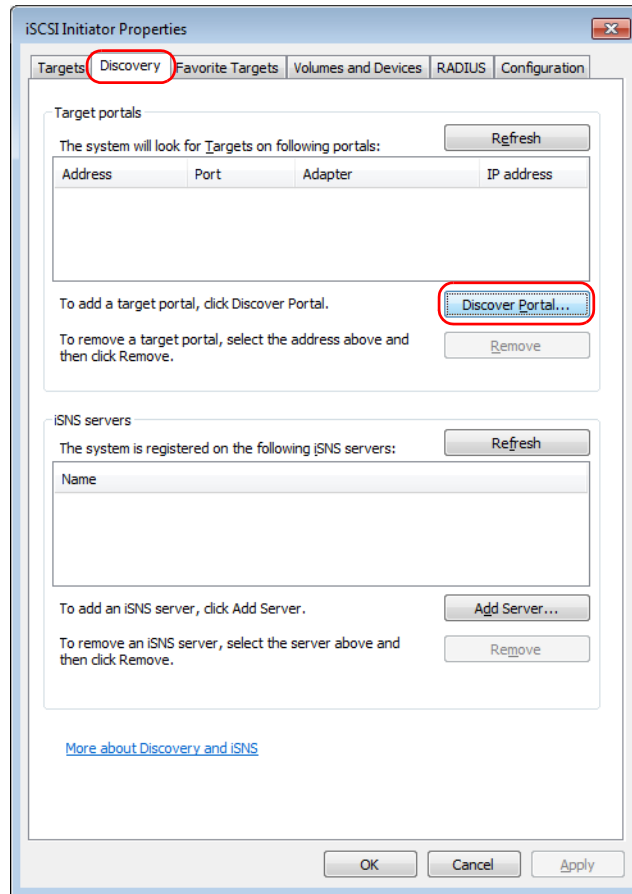 iSCSI Initiator Properties
Targets Discovery Favorite Targets Volumes and Devices RADIUS Configuration
Target portals
The system will look for Targets on following portals:
Refresh
Address Port Adapter IP address
To add a target portal, click Discover Portal.
Discover Portal...
To remove a target portal, select the address above and
then click Remove.
Remove
iSNS servers
The system is registered on the following iSNS servers:
Refresh
Name
To add an iSNS server, click Add Server.
Add Server...
To remove an iSNS server, select the server above and
then click Remove.
Remove
More about Discovery and iSNS
OK Cancel Apply